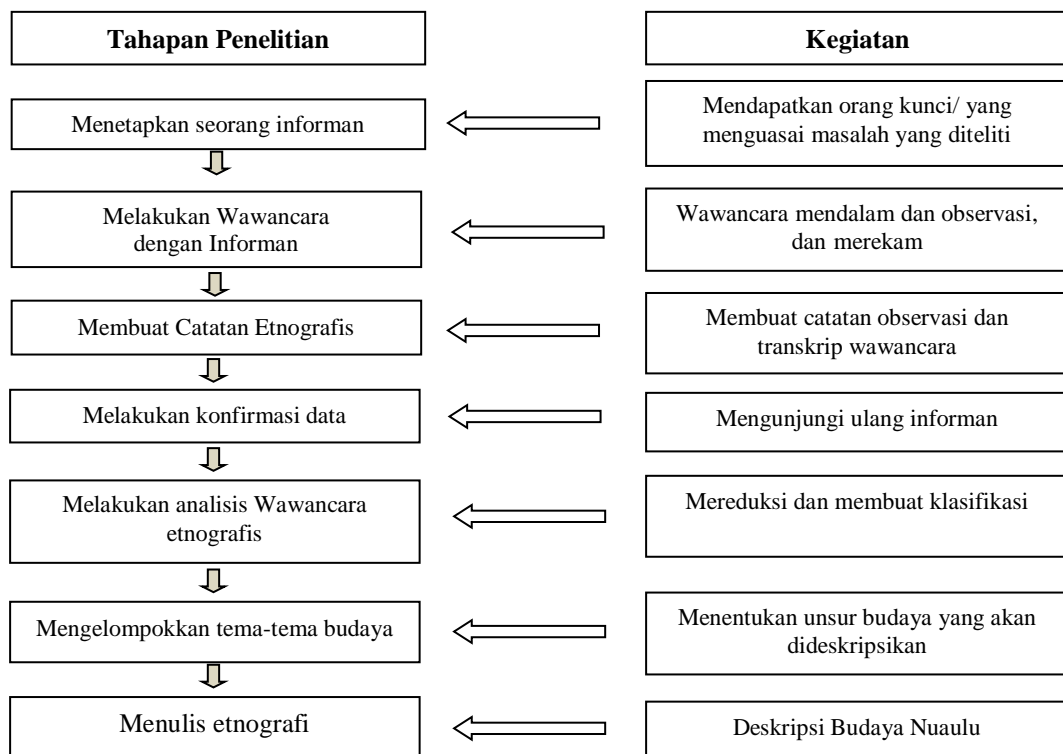 Tahapan Penelitian
Kegiatan
Menetapkan seorang informan
Mendapatkan orang kunci/ yang
menguasai masalah yang diteliti
Melakukan Wawancara
dengan Informan
Wawancara mendalam dan observasi,
dan merekam
Membuat Catatan Etnografis
Membuat catatan observasi dan
transkrip wawancara
Melakukan konfirmasi data
Mengunjungi ulang informan
Melakukan analisis Wawancara
etnografis
Mereduksi dan membuat klasifikasi
Mengelompokkan tema-tema budaya
Menentukan unsur budaya yang akan
dideskripsikan
Menulis etnografi
Deskripsi Budaya Nuaulu